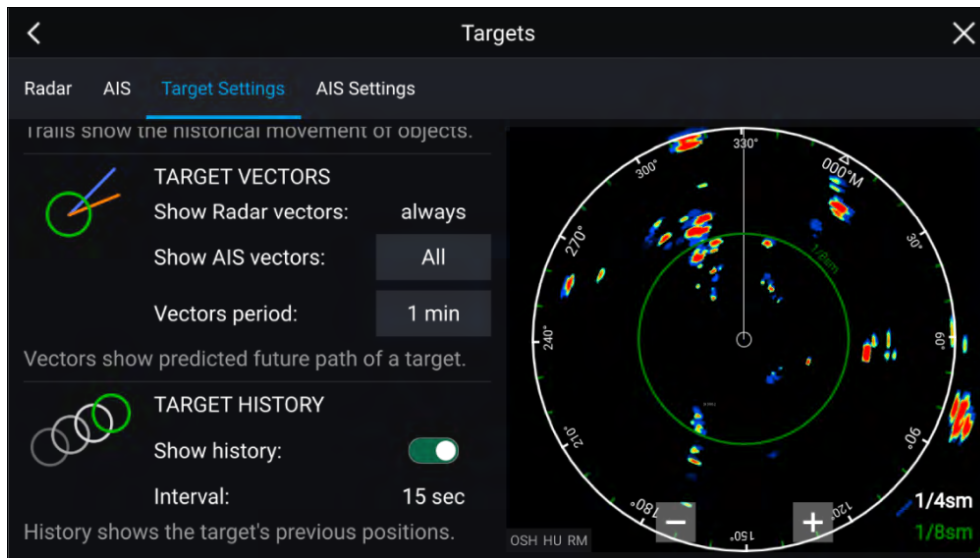 Targets
Radar AIS Target Settings AIS Settings
Trails show the historical movement of objects.
TARGET VECTORS
Show Radar vectors: always
Show AIS vectors: All
Vectors period: 1 min
Vectors show predicted future path of a target.
TARGET HISTORY
Show history:
Interval: 15 sec
History shows the target's previous positions.
330°
000°M
30°
60°
90°
120°
150°
180°
210°
240°
270°
300°
1/8sm
1/4sm
1/8sm
OSH HU RM